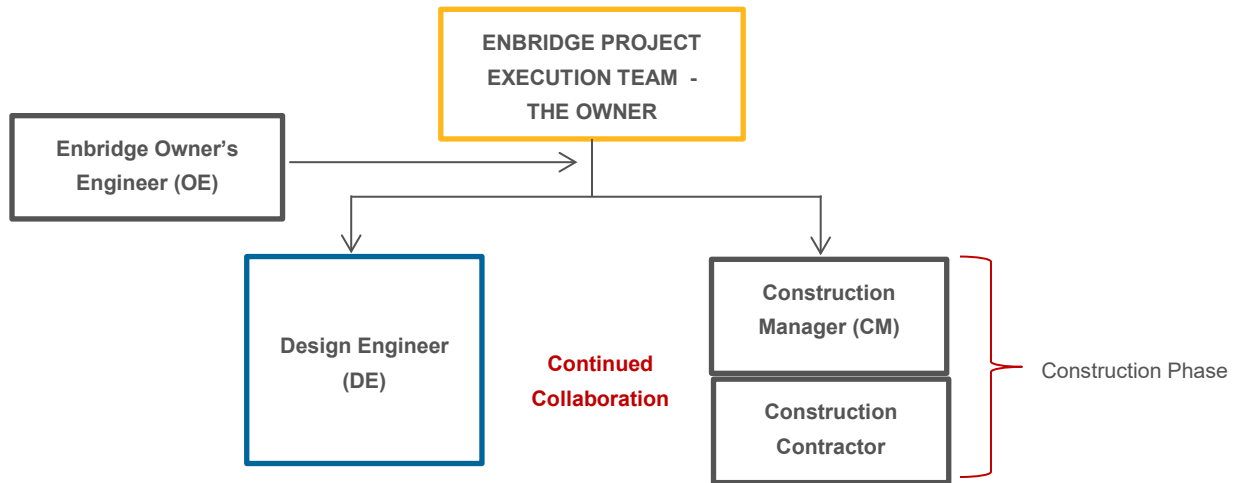 ENBRIDGE PROJECT
EXECUTION TEAM -
THE OWNER
Enbridge Owner's
Engineer (OE)
Design Engineer
(DE)
Continued
Collaboration
Construction
Manager (CM)
Construction
Contractor
Construction Phase